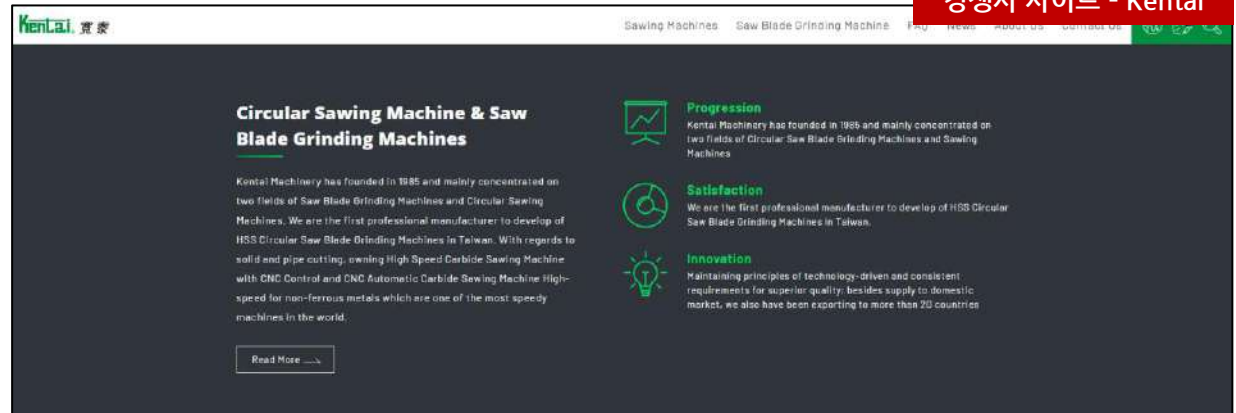 경쟁사 사이트 - Kentai
Kentai. 寬泰
Sawing Machines Saw Blade Grinding Machine FAQ News About Us Contact Us
Circular Sawing Machine & Saw
Blade Grinding Machines
Kentai Machinery has founded in 1985 and mainly concentrated on
two fields of Saw Blade Grinding Machines and Circular Sawing
Machines. We are the first professional manufacturer to develop of
HSS Circular Saw Blade Grinding Machines in Taiwan. With regards to
solid and pipe cutting, owning High Speed Carbide Sawing Machine
with CNC Control and CNC Automatic Carbide Sawing Machine High-
speed for non-ferrous metals which are one of the most speedy
machines in the world.
Read More
Progression
Kentai Machinery has founded in 1985 and mainly concentrated on
two fields of Circular Saw Blade Grinding Machines and Sawing
Machines
Satisfaction
We are the first professional manufacturer to develop of HSS Circular
Saw Blade Grinding Machines in Taiwan.
Innovation
Maintaining principles of technology-driven and consistent
requirements for superior quality; besides supply to domestic
market, we also have been exporting to more than 20 countries